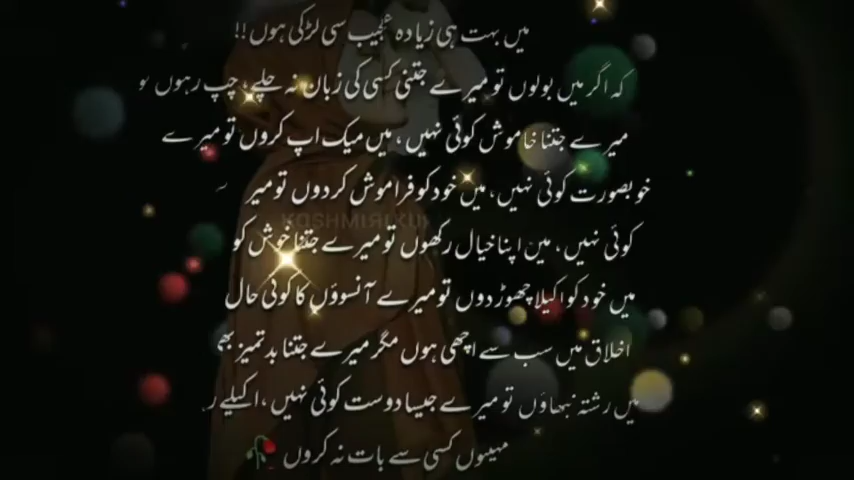 میں بہت ہی زیادہ عجیب سی لڑکی ہوں !!
کہ اگر میں بولوں تو میرے جتنی کسی کی زبان نہ چلے، چپ رہوں
میرے جتنا خاموش کوئی نہیں، میں میک اپ کروں تو میرے
خوبصورت کوئی نہیں، میں خود کو فراموش کر دوں تو میر
KASHMIRI KU
کوئی نہیں، میں اپنا خیال رکھوں تو میرے جتنا خوش کو
میں خود کو اکیلا چھوڑ دوں تو میرے آنسوؤں کا کوئی حال
اخلاق میں سب سے اچھی ہوں مگر میرے جتنا بدتمیز بھی
میں رشتہ نبھاؤں تو میرے جیسا دوست کوئی نہیں، اکیلیے ر
مہینوں کسی سے بات نہ کروں 🥀